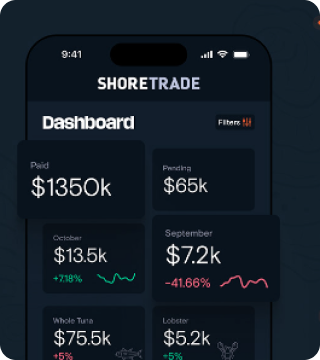 9:41
SHORETRADE
Dashboard
Filters
Paid
$1350k
Pending
$65k
October
$13.5k
+7.18%
September
$7.2k
-41.66%
Whole Tuna
$75.5k
+5%
Lobster
$5.2k
+5%